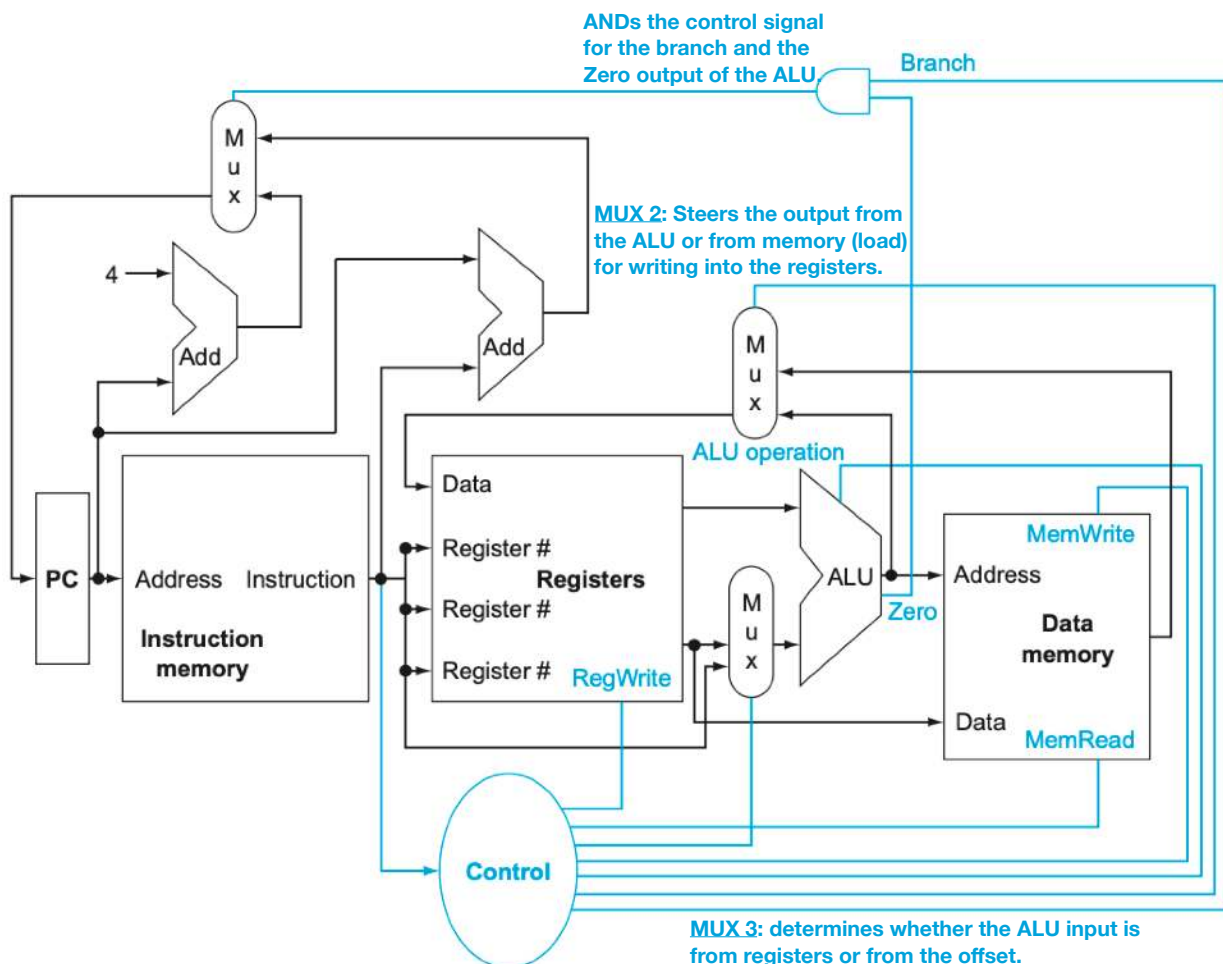 ANDs the control signal
for the branch and the
Zero output of the ALU.
Branch
M
u
x
MUX 2: Steers the output from
the ALU or from memory (load)
for writing into the registers.
4
Add
Add
M
u
x
ALU operation
Data
Register #
Registers
Register #
Register #
RegWrite
PC
Address Instruction
Instruction
memory
M
u
x
ALU
Zero
MemWrite
Address
Data
memory
Data
MemRead
Control
MUX 3: determines whether the ALU input is
from registers or from the offset.